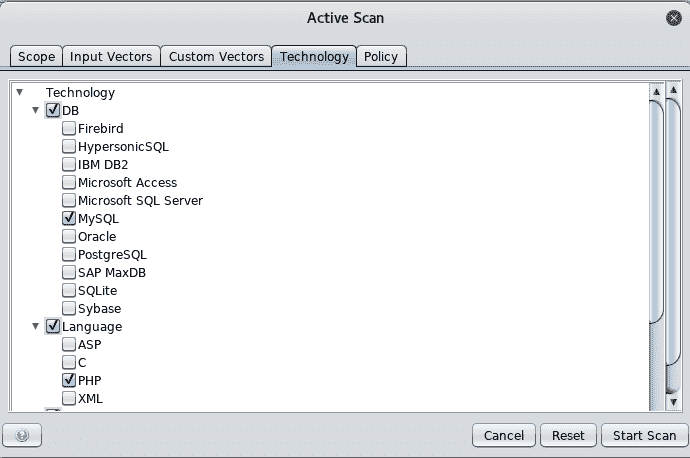 Active Scan
Scope Input Vectors Custom Vectors Technology Policy
Technology
DB
Firebird
HypersonicSQL
IBM DB2
Microsoft Access
Microsoft SQL Server
MySQL
Oracle
PostgreSQL
SAP MaxDB
SQLite
Sybase
Language
ASP
C
PHP
XML
? Cancel Reset Start Scan